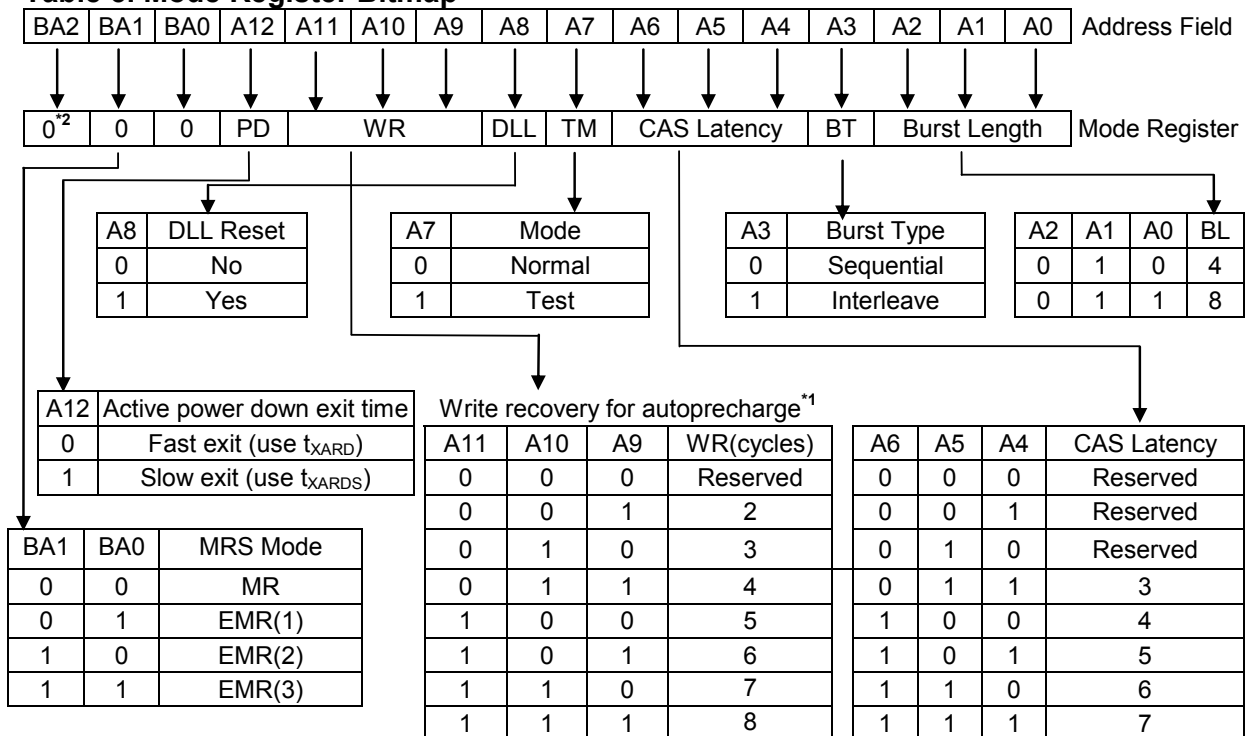 Table 6. Mode Register Bitmap
BA2 BA1 BA0 A12 A11 A10 A9 A8 A7 A6 A5 A4 A3 A2 A1 A0 Address Field
0*2 0 0 PD WR DLL TM CAS Latency BT Burst Length Mode Register
A8 DLL Reset
0 No
1 Yes
A7 Mode
0 Normal
1 Test
A3 Burst Type
0 Sequential
1 Interleave
A2 A1 A0 BL
0 1 0 4
0 1 1 8
A12 Active power down exit time
0 Fast exit (use tXARD)
1 Slow exit (use tXARDS)
BA1 BA0 MRS Mode
0 0 MR
0 1 EMR(1)
1 0 EMR(2)
1 1 EMR(3)
Write recovery for autoprecharge*1
A11 A10 A9 WR(cycles)
0 0 0 Reserved
0 0 1 2
0 1 0 3
0 1 1 4
1 0 0 5
1 0 1 6
1 1 0 7
1 1 1 8
A6 A5 A4 CAS Latency
0 0 0 Reserved
0 0 1 Reserved
0 1 0 Reserved
0 1 1 3
1 0 0 4
1 0 1 5
1 1 0 6
1 1 1 7